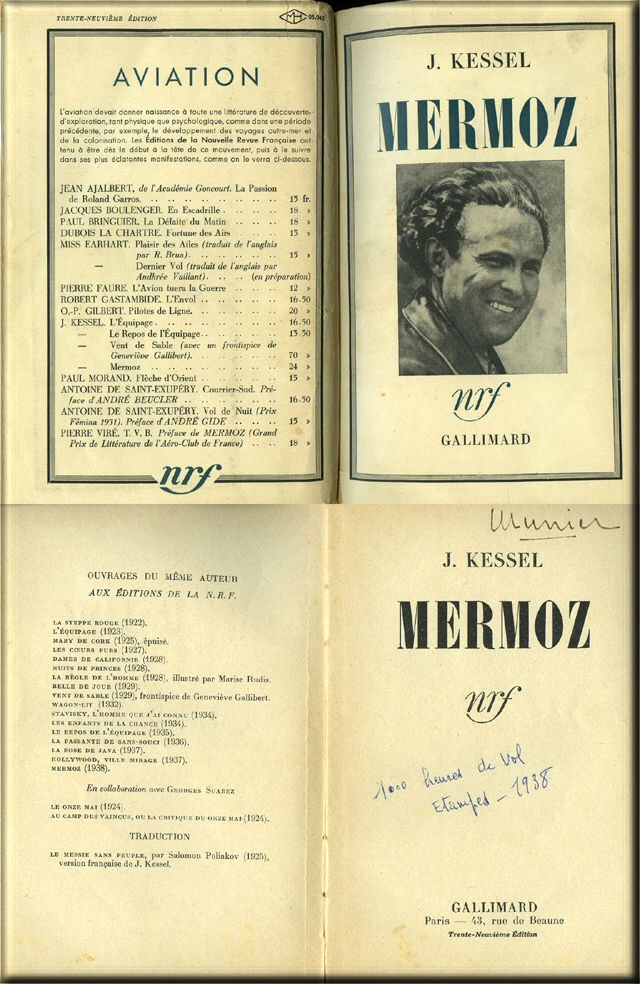 TRENTE-NEUVIÈME ÉDITION
MH 05.042
AVIATION
L'aviation devait donner naissance à toute une littérature de découverte
d'exploration, tant physique que psychologique, comme dans une période
précédente, par exemple, le développement des voyages outre-mer et
de la colonisation. Les Éditions de la Nouvelle Revue Française ont
tenu à être dès le début à la tête de ce mouvement, puis à le suivre
dans ses plus éclatantes manifestations, comme on le verra ci-dessous.
JEAN AJALBERT, de l'Académie Goncourt. La Passion
de Roland Garros. . . . . . . . . . 15 fr.
JACQUES BOULENGER. En Escadrille . . . . . 18 »
PAUL BRINGUIER. La Défaite du Matin . . . . 18 »
DUBOIS LA CHARTRE. Fortune des Airs . . . . 15 »
MISS EARHART. Plaisir des Ailes (traduit de l'anglais
par R. Brua) . . . . . . . 15 »
— Dernier Vol (traduit de l'anglais par
Andhrée Vaillant) . . . . (en préparation)
PIERRE FAURE. L'Avion tuera la Guerre . . . . 12 »
ROBERT GASTAMBIDE. L'Envol . . . . . . 16.50
O.-P. GILBERT. Pilotes de Ligne. . . . . . . 20 »
J. KESSEL. L'Équipage . . . . . . . . . 16.50
— Le Repos de l'Équipage . . . . . . 15.50
— Vent de Sable (avec un frontispice de
Geneviève Gallibert). . . . . . . 70 »
— Mermoz . . . . . . . . . 24 »
PAUL MORAND. Flèche d'Orient . . . . . . 15 »
ANTOINE DE SAINT-EXUPÉRY. Courrier-Sud. Pré-
face d'ANDRÉ BEUCLER . . . . . . . 16.50
ANTOINE DE SAINT-EXUPÉRY. Vol de Nuit (Prix
Fémina 1931). Préface d'ANDRÉ GIDE . . . . 15 »
PIERRE VIRÉ. T. V. B. Préface de MERMOZ (Grand
Prix de Littérature de l'Aéro-Club de France) . . . 18 »
nrf
J. KESSEL
MERMOZ
nrf
GALLIMARD
OUVRAGES DU MÊME AUTEUR
AUX ÉDITIONS DE LA N.R.F.
LA STEPPE ROUGE (1922).
L'ÉQUIPAGE (1923).
MARY DE CORK (1925), épuisé.
LES CŒURS PURS (1927).
DAMES DE CALIFORNIE (1928).
NUITS DE PRINCES (1928).
LA RÈGLE DE L'HOMME (1928), illustré par Marise Rudis.
BELLE DE JOUR (1929).
VENT DE SABLE (1929), frontispice de Geneviève Gallibert.
WAGON-LIT (1932).
STAVISKY, L'HOMME QUE J'AI CONNU (1934).
LES ENFANTS DE LA CHANCE (1934).
LE REPOS DE L'ÉQUIPAGE (1935).
LA PASSANTE DE SANS-SOUCI (1936).
LA ROSE DE JAVA (1937).
HOLLYWOOD, VILLE MIRAGE (1937).
MERMOZ (1938).
En collaboration avec GEORGES SUAREZ
LE ONZE MAI (1924).
AU CAMP DES VAINCUS, OU LA CRITIQUE DU ONZE MAI (1924).
TRADUCTION
LE MESSIE SANS PEUPLE, par Salomon Poliakov (1925),
version française de J. Kessel.
Munier
J. KESSEL
MERMOZ
nrf
1000 heures de Vol
Etampes - 1938
GALLIMARD
Paris — 43, rue de Beaune
Trente-Neuvième Édition